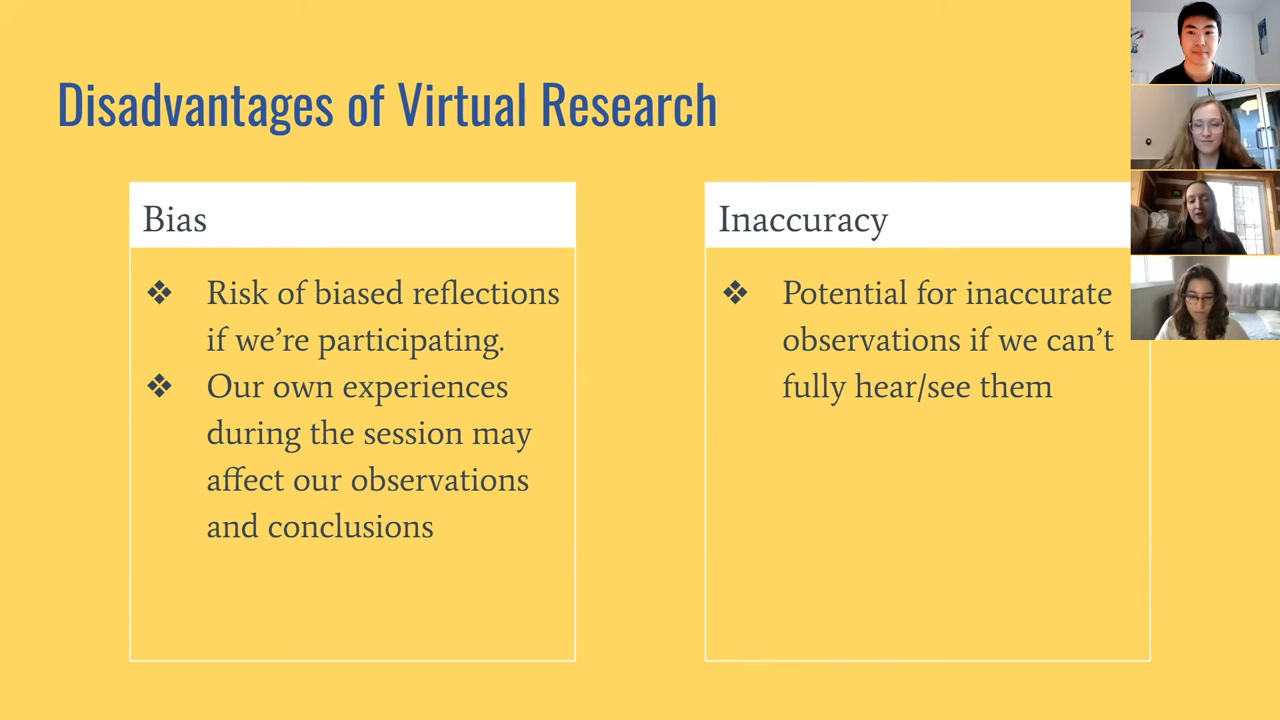 Disadvantages of Virtual Research
Bias
❖ Risk of biased reflections
if we’re participating.
❖ Our own experiences
during the session may
affect our observations
and conclusions
Inaccuracy
❖ Potential for inaccurate
observations if we can’t
fully hear/see them